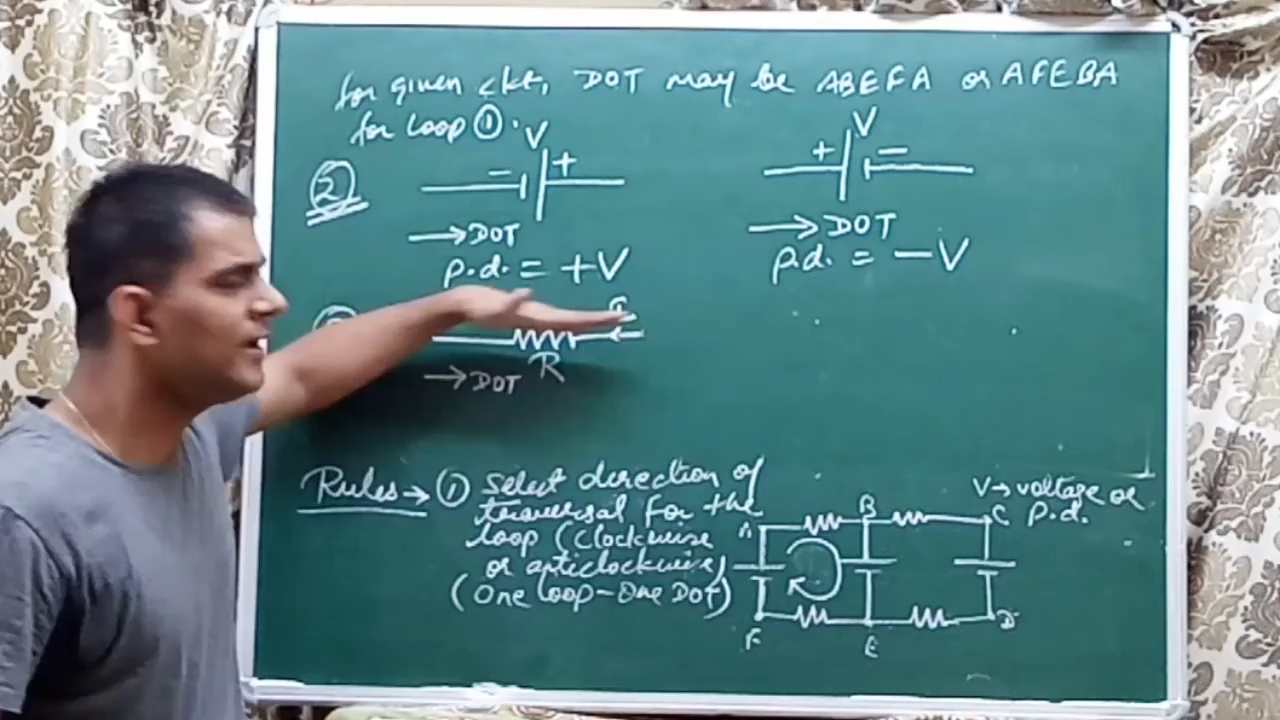 for given ckt, DOT may be ABEFA or AFEBA
for Loop ①.
V
V
②
- +
+ -
→DOT
→DOT
p.d. = +V
p.d. = -V
R
→DOT
Rules→ ① Select direction of
traversal for the
loop (Clockwise
or anticlockwise)
(One loop-One DOT)
V→voltage or
p.d.
A B C
F E D